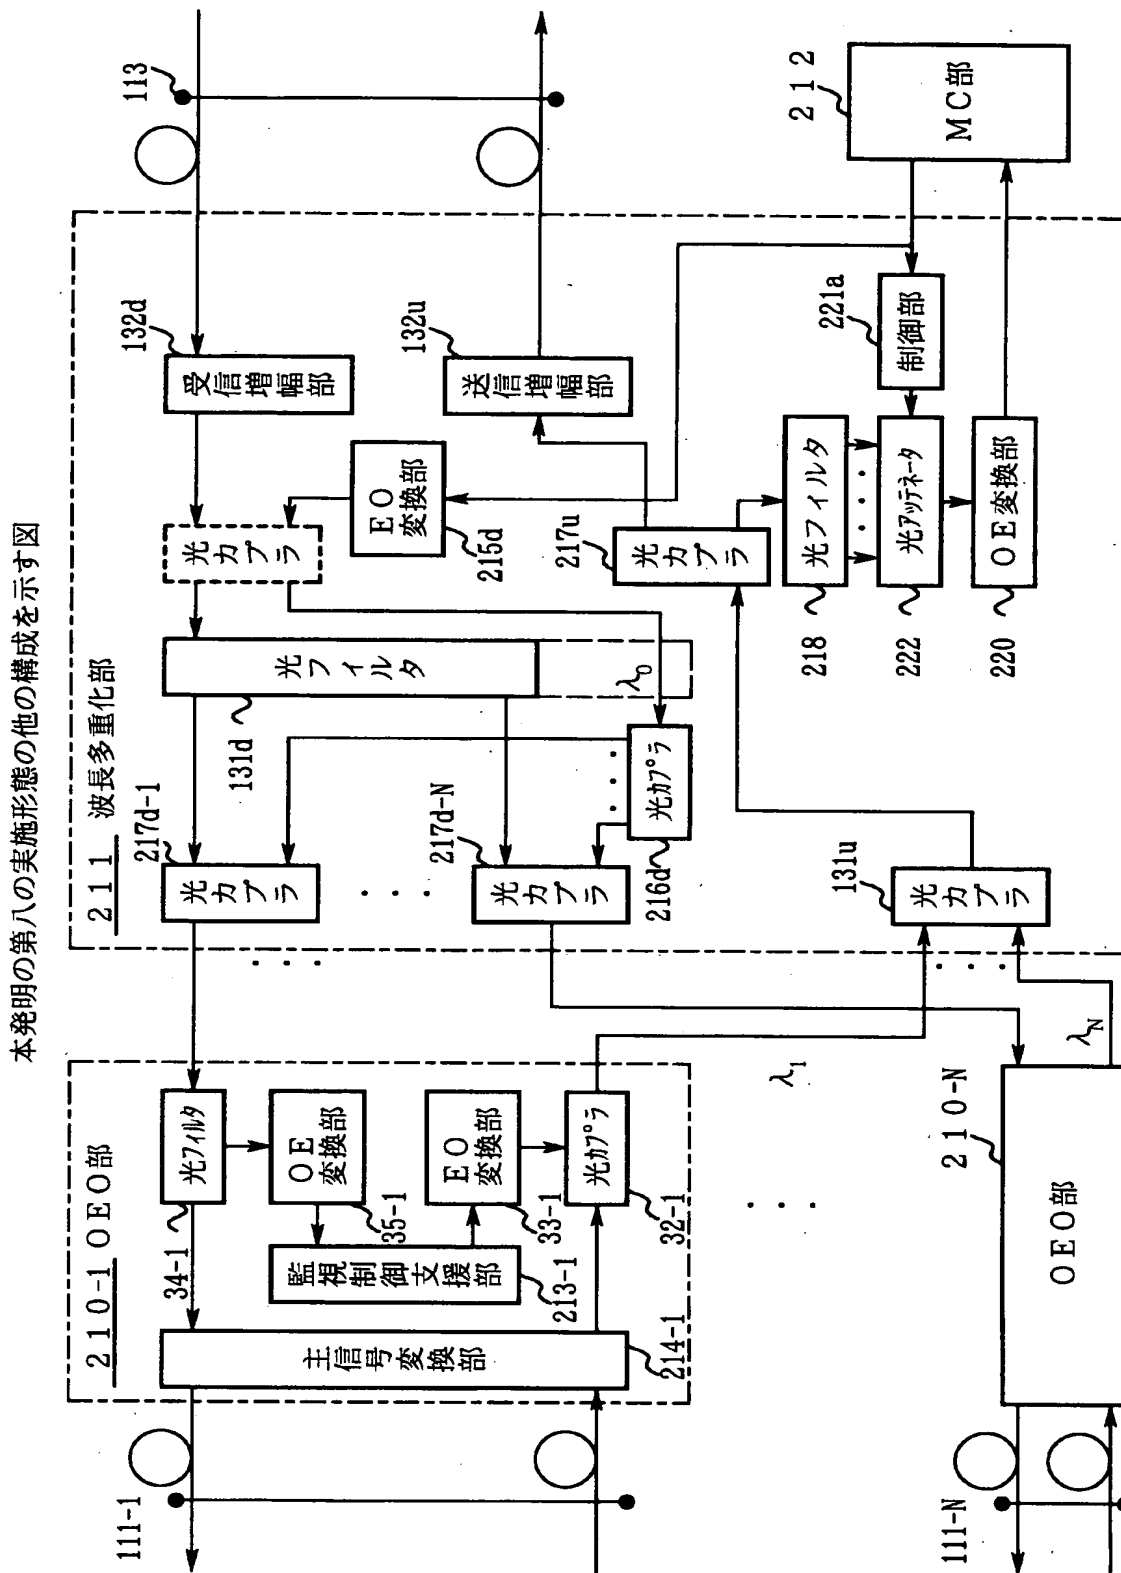 本発明の第八の実施形態の他の構成を示す図
210-1 OEO部
211 波長多重化部
111-1
34-1
光フィルタ
OE
変換部
35-1
監視制御支援部
213-1
EO
変換部
33-1
光カプラ
32-1
主信号変換部
214-1
217d-1
光カプラ
217d-N
光カプラ
131d
光フィルタ
λ0
光カプラ
216d
光カプラ
132d
受信増幅部
113
EO
変換部
215d
132u
送信増幅部
217u
光カプラ
131u
光カプラ
218
光フィルタ
222
光アッテネータ
220
OE変換部
221a
制御部
212
MC部
λ1
λN
210-N
OEO部
111-N